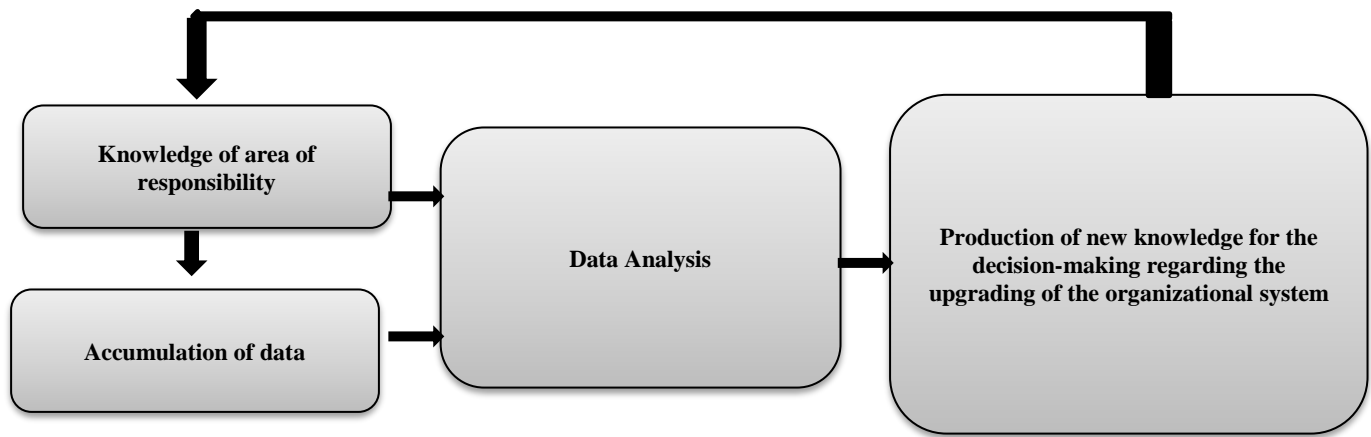 Knowledge of area of
responsibility
Accumulation of data
Data Analysis
Production of new knowledge for the
decision-making regarding the
upgrading of the organizational system